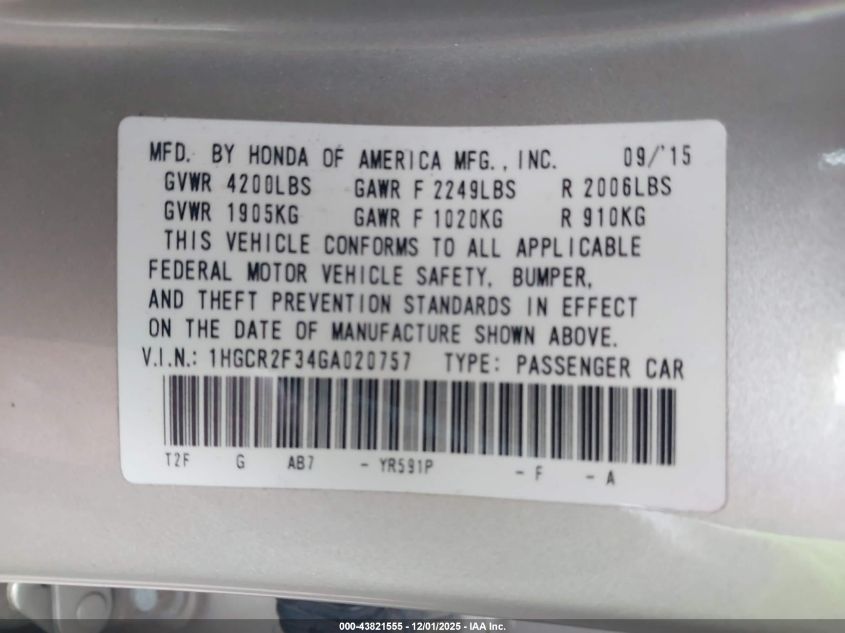 MFD. BY HONDA OF AMERICA MFG., INC. 09/'15
GVWR 4200LBS GAWR F 2249LBS R 2006LBS
GVWR 1905KG GAWR F 1020KG R 910KG
THIS VEHICLE CONFORMS TO ALL APPLICABLE
FEDERAL MOTOR VEHICLE SAFETY, BUMPER,
AND THEFT PREVENTION STANDARDS IN EFFECT
ON THE DATE OF MANUFACTURE SHOWN ABOVE.
V.I.N.: 1HGCR2F34GA020757 TYPE: PASSENGER CAR
T2F G AB7 - YR591P - F - A
000-43821555 - 12/01/2025 - IAA Inc.